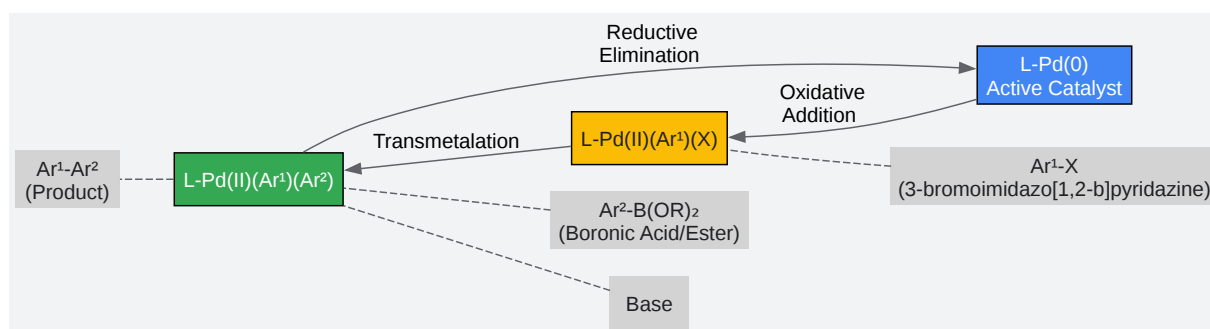 Reductive
Elimination
L-Pd(0)
Active Catalyst
Oxidative
Addition
Transmetalation
L-Pd(II)(Ar¹)(X)
Ar¹-Ar²
(Product)
L-Pd(II)(Ar¹)(Ar²)
Ar¹-X
(3-bromoimidazo[1,2-b]pyridazine)
Ar²-B(OR)₂
(Boronic Acid/Ester)
Base